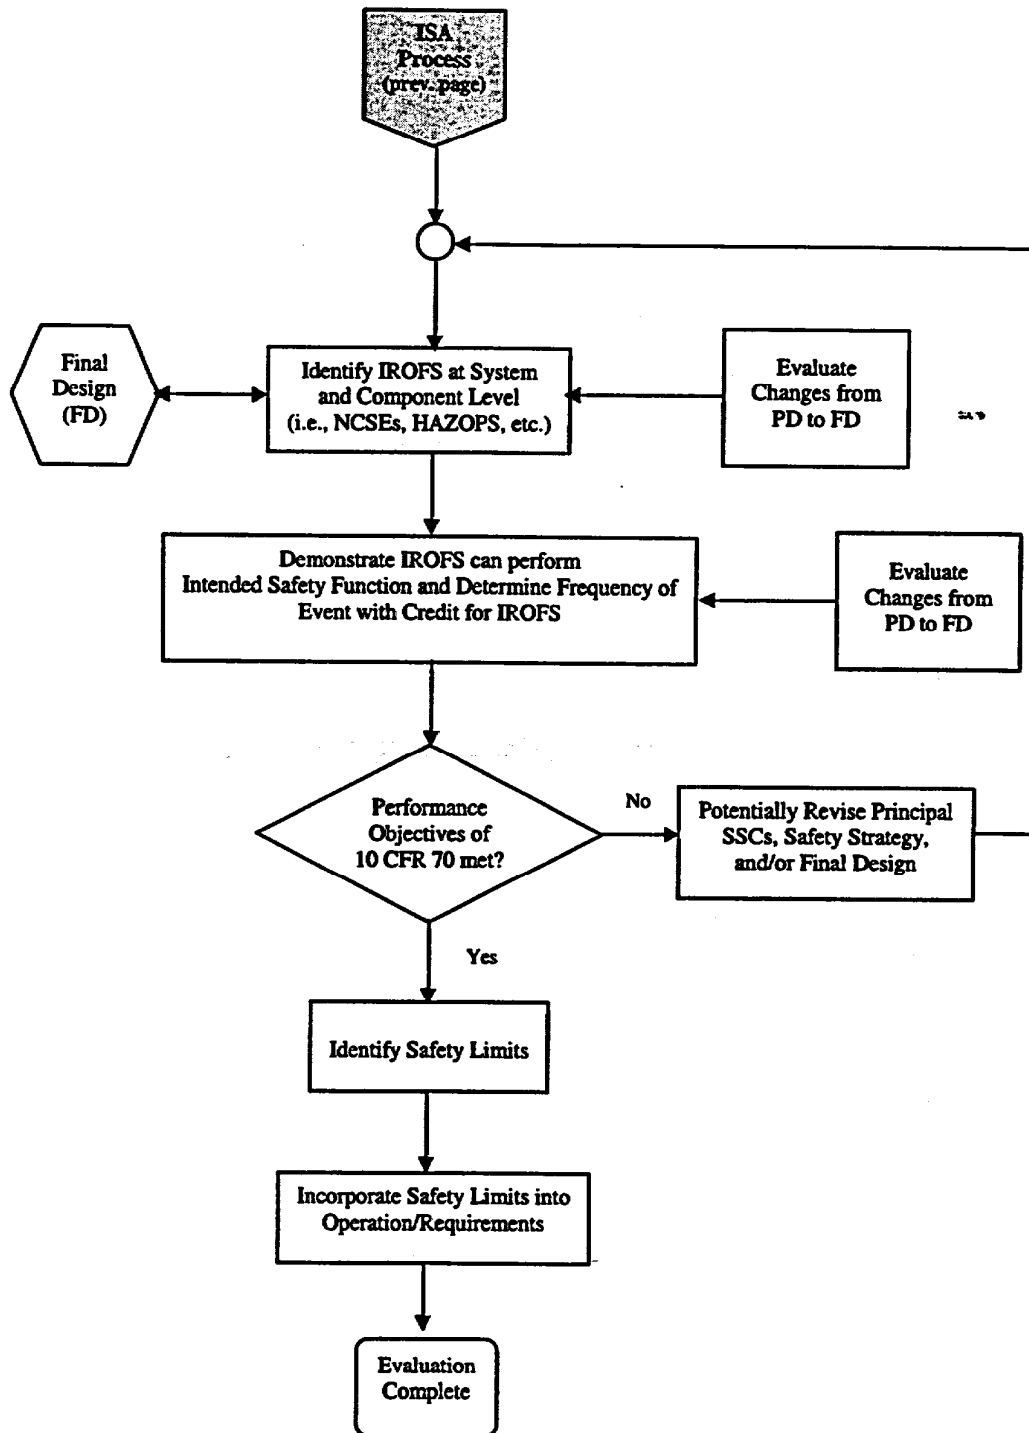 ISA
Process
(prev. page)
Final
Design
(FD)
Identify IROFS at System
and Component Level
(i.e., NCSEs, HAZOPS, etc.)
Evaluate
Changes from
PD to FD
Demonstrate IROFS can perform
Intended Safety Function and Determine Frequency of
Event with Credit for IROFS
Evaluate
Changes from
PD to FD
Performance
Objectives of
10 CFR 70 met?
No
Potentially Revise Principal
SSCs, Safety Strategy,
and/or Final Design
Yes
Identify Safety Limits
Incorporate Safety Limits into
Operation/Requirements
Evaluation
Complete